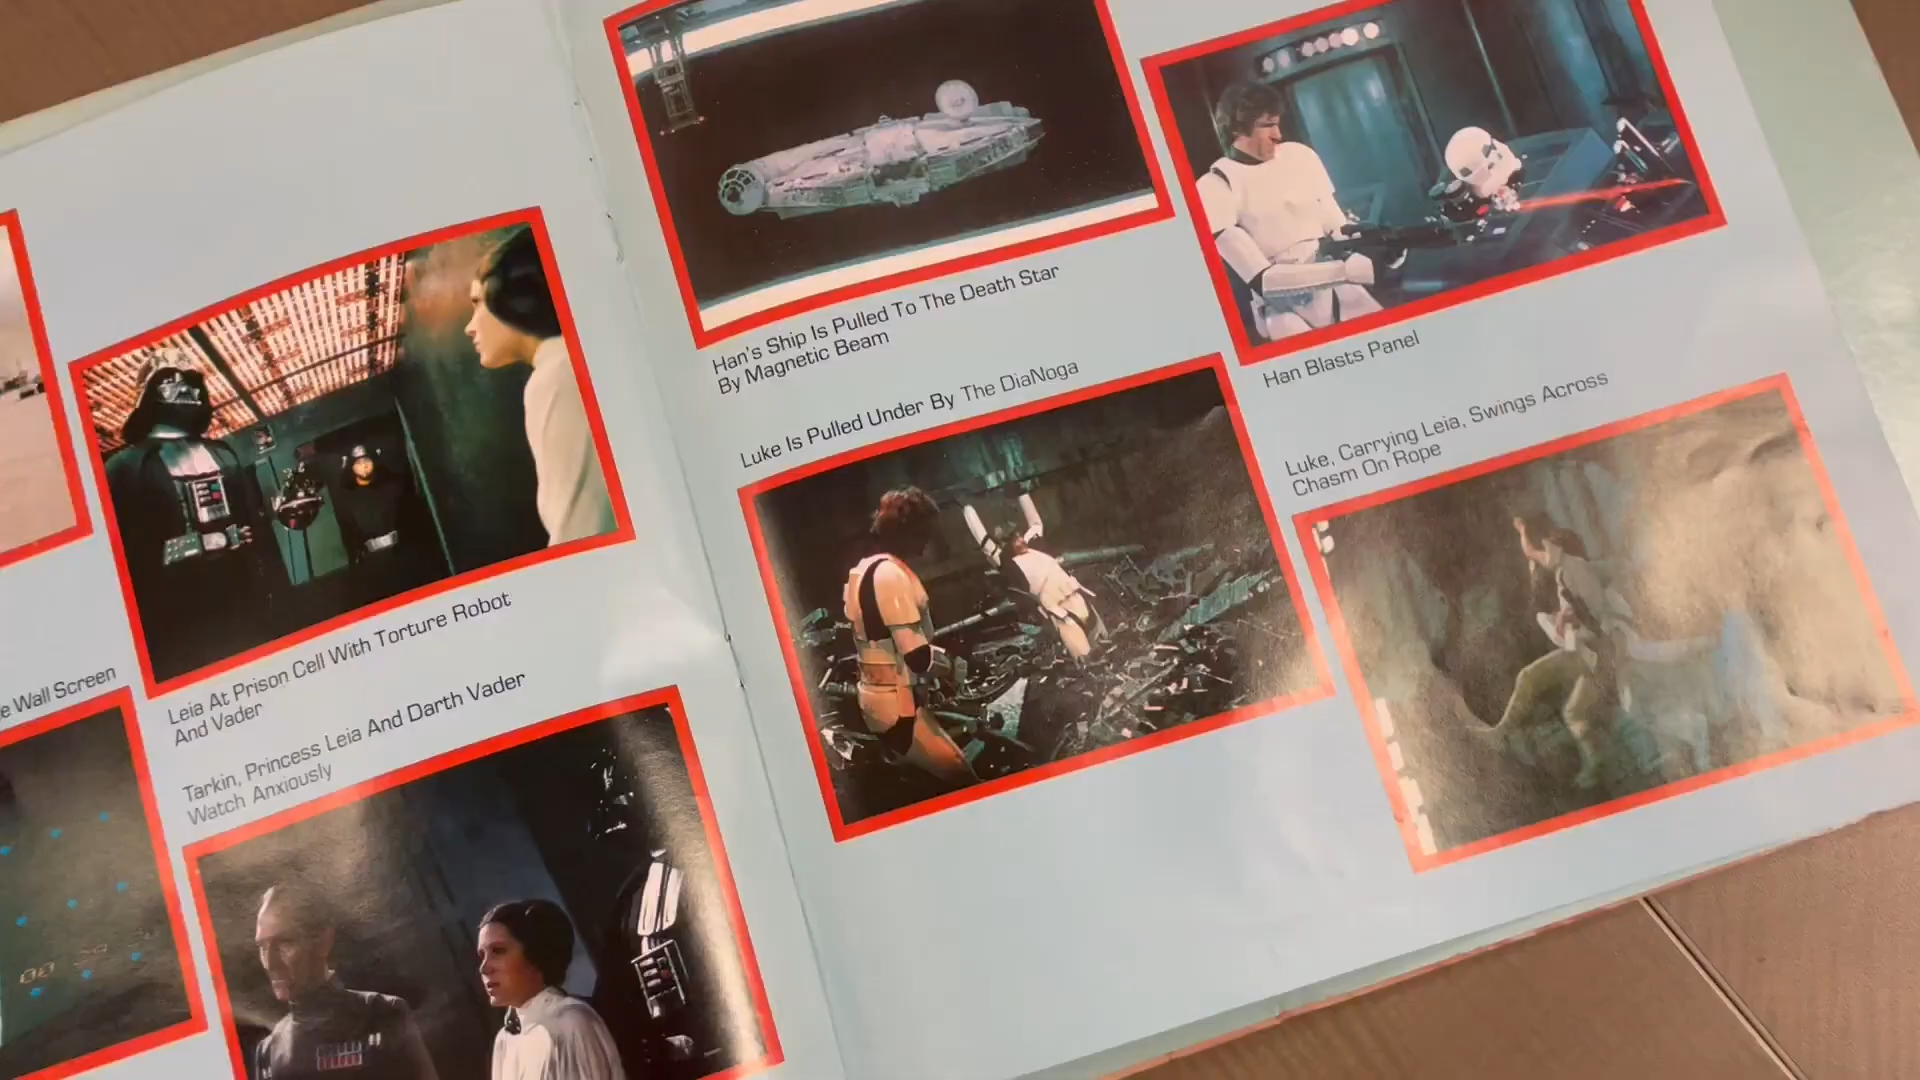 e Wall Screen
Leia At Prison Cell With Torture Robot
And Vader
Tarkin, Princess Leia And Darth Vader
Watch Anxiously
Han's Ship Is Pulled To The Death Star
By Magnetic Beam
Luke Is Pulled Under By The DiaNoga
Han Blasts Panel
Luke, Carrying Leia, Swings Across
Chasm On Rope